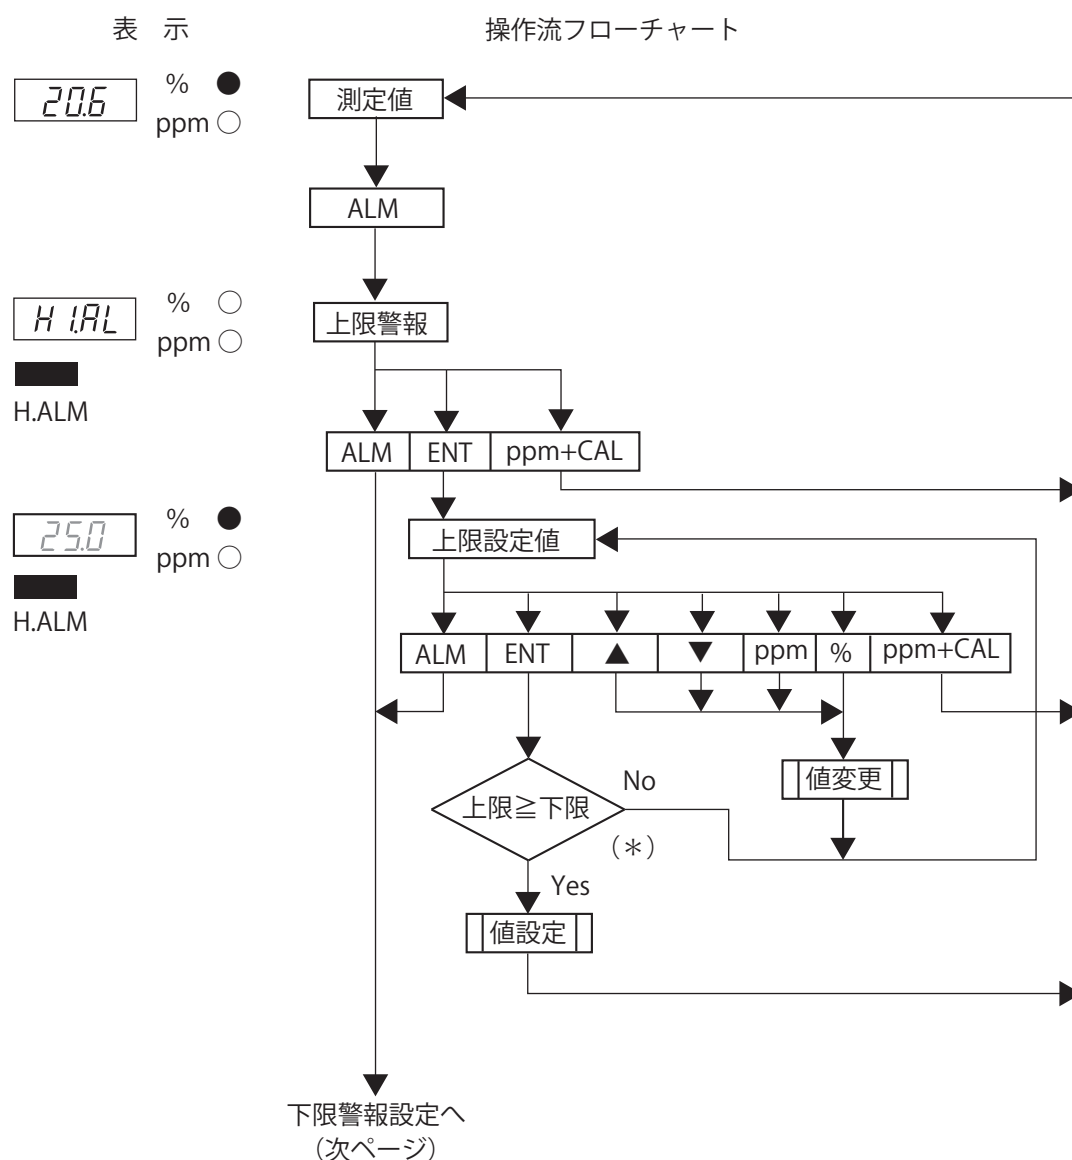 表 示
操作流フローチャート
20.6
%
ppm
測定値
ALM
HI.AL
%
ppm
H.ALM
上限警報
ALM ENT ppm+CAL
25.0
%
ppm
H.ALM
上限設定値
ALM ENT ▲ ▼ ppm % ppm+CAL
値変更
上限≧下限
No
(＊)
Yes
値設定
下限警報設定へ
(次ページ)